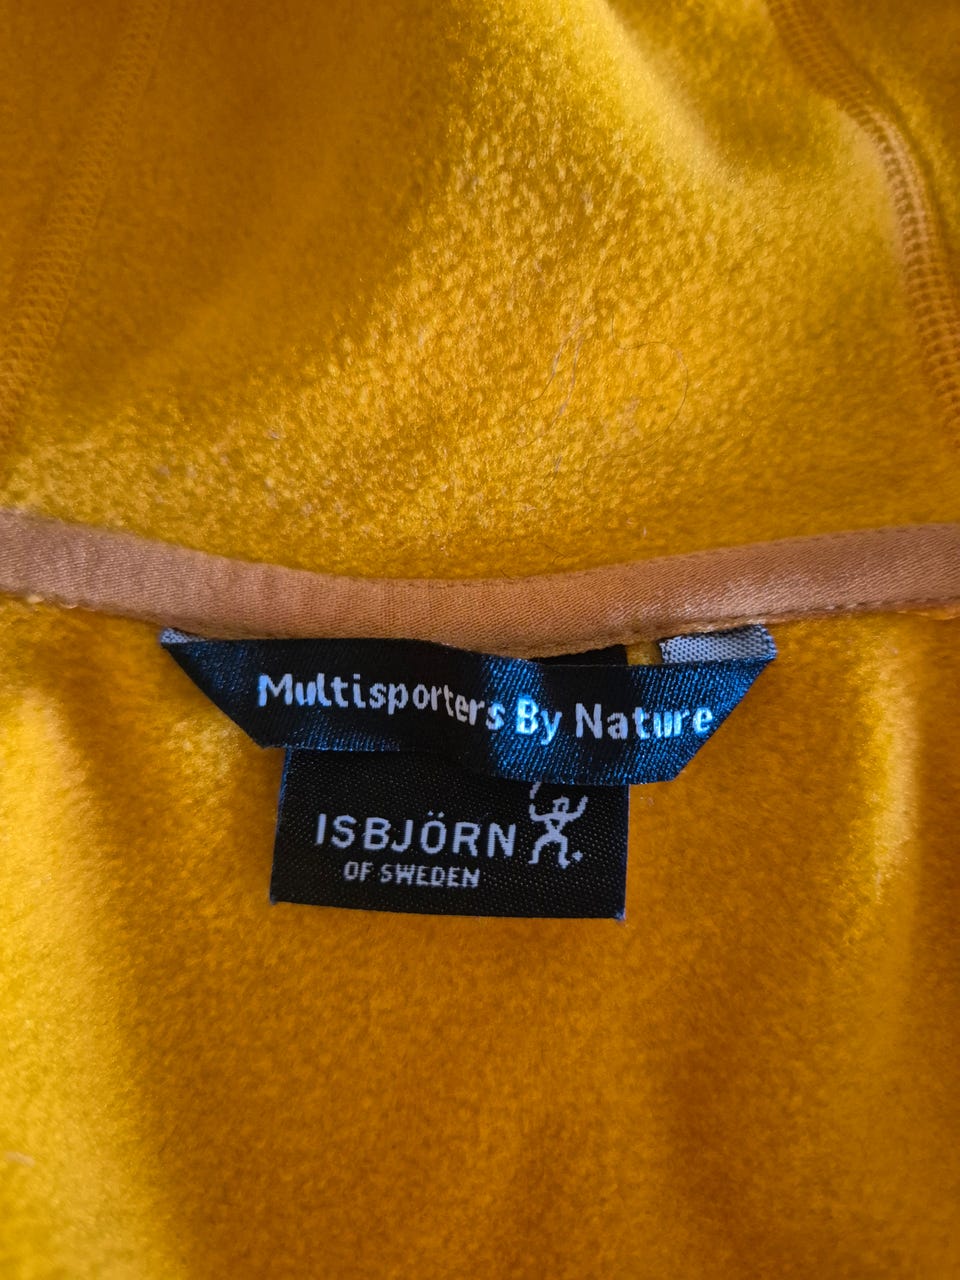 Multisporters By Nature
ISBJÖRN
OF SWEDEN